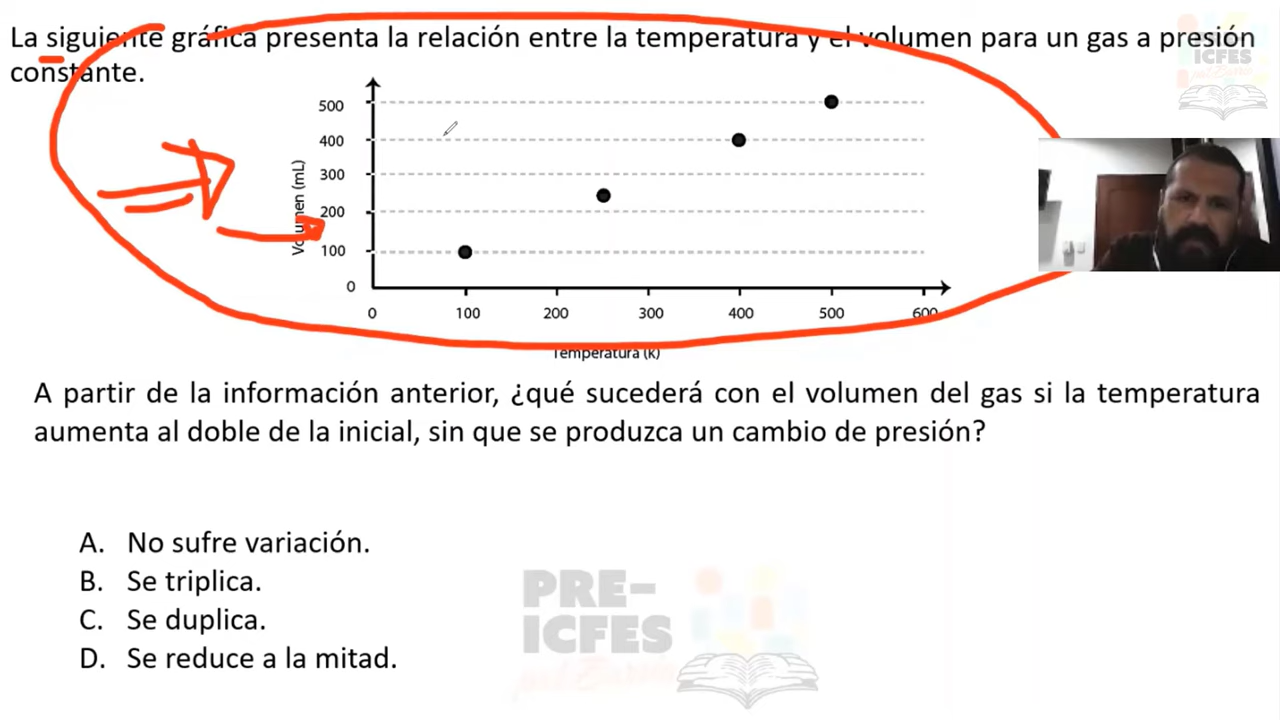 La siguiente gráfica presenta la relación entre la temperatura y el volumen para un gas a presión
constante.
ICFES
500
400
300
200
100
0
Volumen (mL)
0 100 200 300 400 500 600
Temperatura (k)
A partir de la información anterior, ¿qué sucederá con el volumen del gas si la temperatura
aumenta al doble de la inicial, sin que se produzca un cambio de presión?
A. No sufre variación.
B. Se triplica.
C. Se duplica.
D. Se reduce a la mitad.
PRE-
ICFES